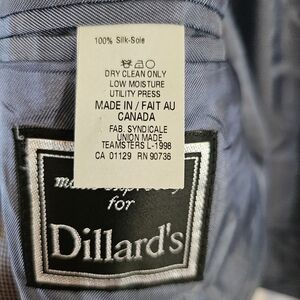 100% Silk-Soie
DRY CLEAN ONLY
LOW MOISTURE
UTILITY PRESS
MADE IN / FAIT AU
CANADA
FAB. SYNDICALE
UNION MADE
TEAMSTERS L-1998
CA 01129 RN 90736
for
Dillard's